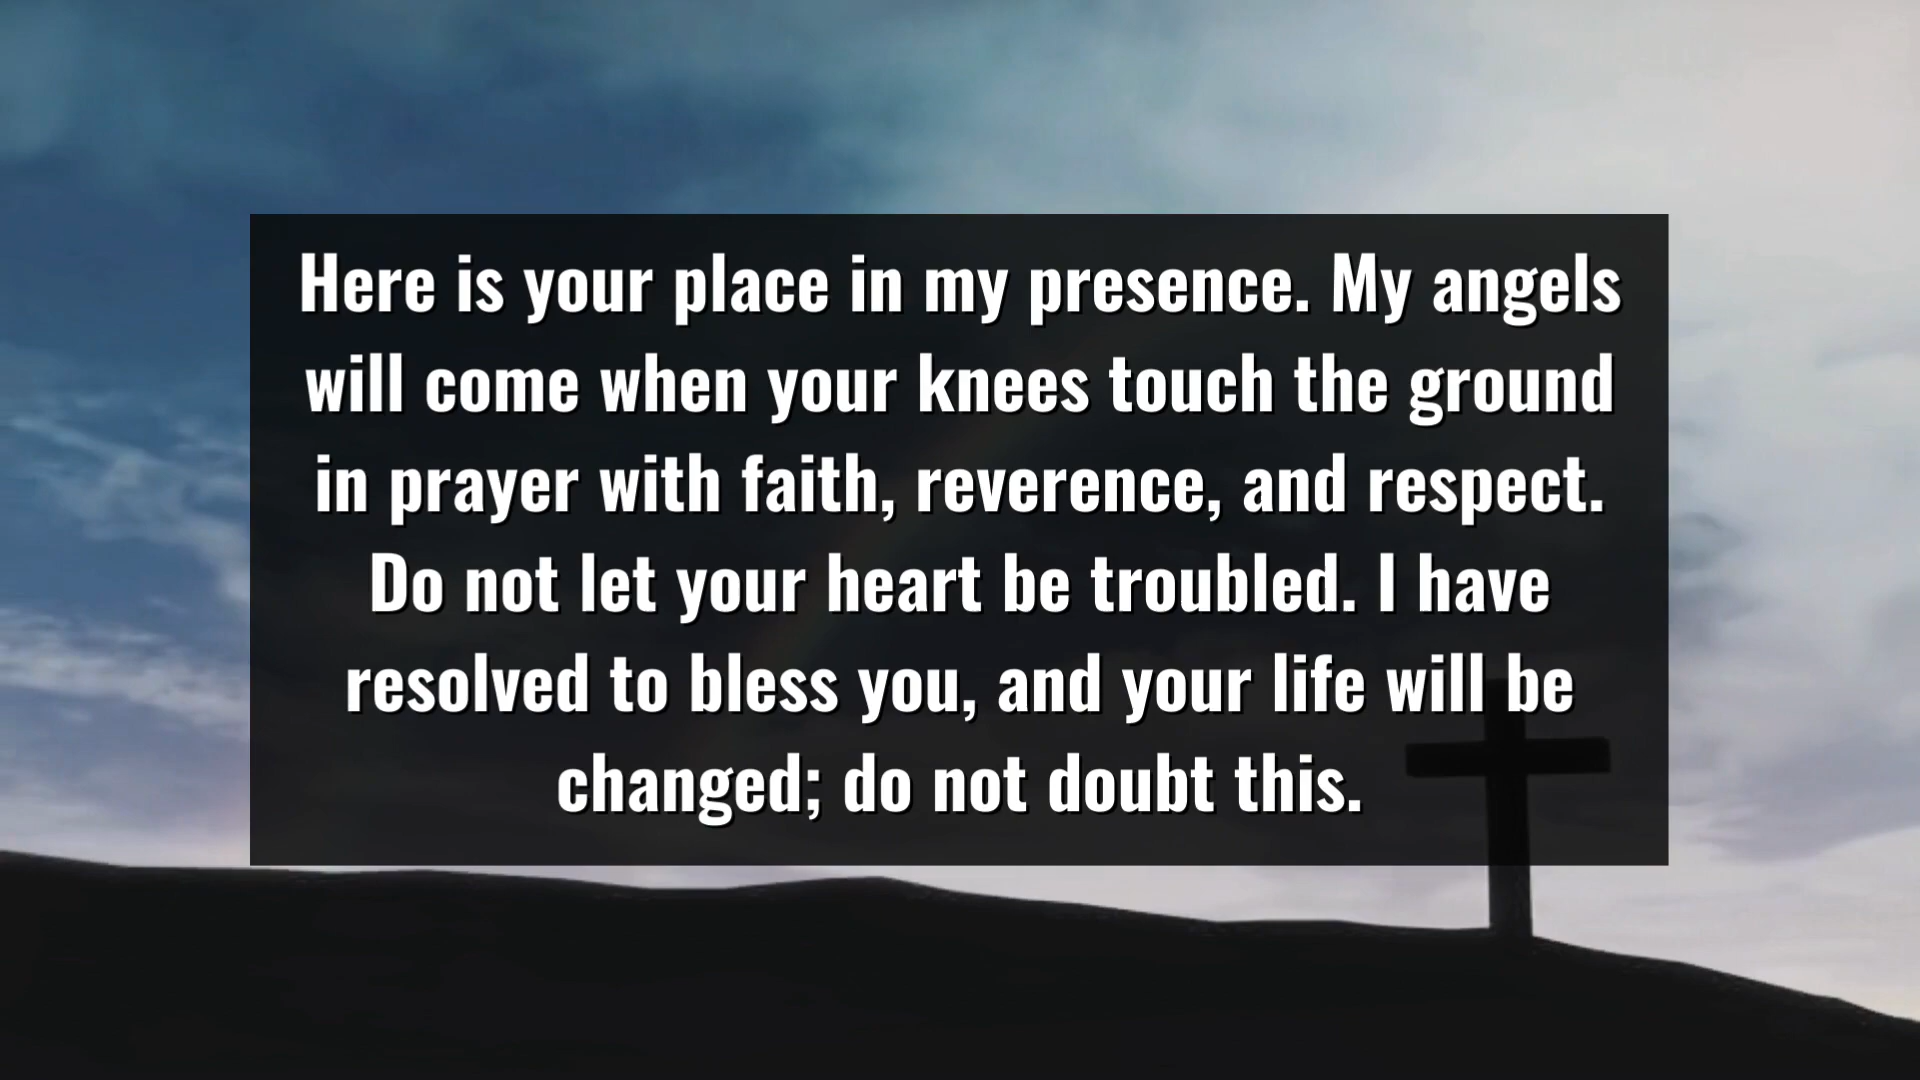 Here is your place in my presence. My angels
will come when your knees touch the ground
in prayer with faith, reverence, and respect.
Do not let your heart be troubled. I have
resolved to bless you, and your life will be
changed; do not doubt this.